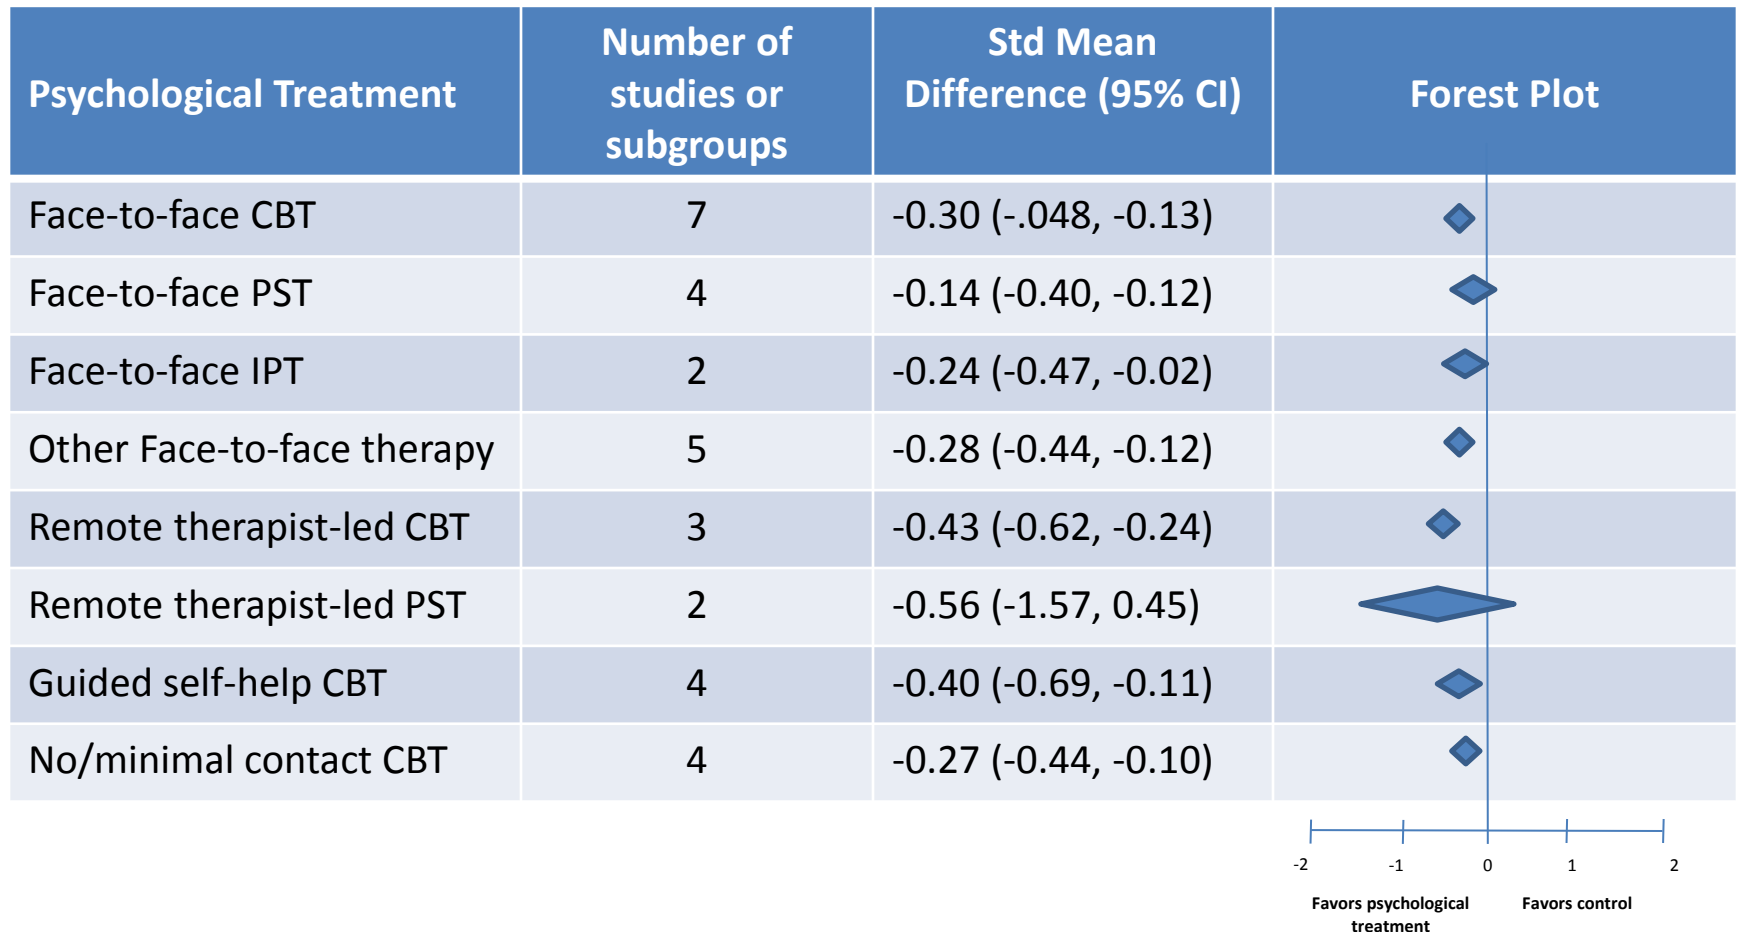 Psychological Treatment
Number of
studies or
subgroups
Std Mean
Difference (95% CI)
Forest Plot
Face-to-face CBT 7 -0.30 (-.048, -0.13)
Face-to-face PST 4 -0.14 (-0.40, -0.12)
Face-to-face IPT 2 -0.24 (-0.47, -0.02)
Other Face-to-face therapy 5 -0.28 (-0.44, -0.12)
Remote therapist-led CBT 3 -0.43 (-0.62, -0.24)
Remote therapist-led PST 2 -0.56 (-1.57, 0.45)
Guided self-help CBT 4 -0.40 (-0.69, -0.11)
No/minimal contact CBT 4 -0.27 (-0.44, -0.10)
-2 -1 0 1 2
Favors psychological
treatment
Favors control